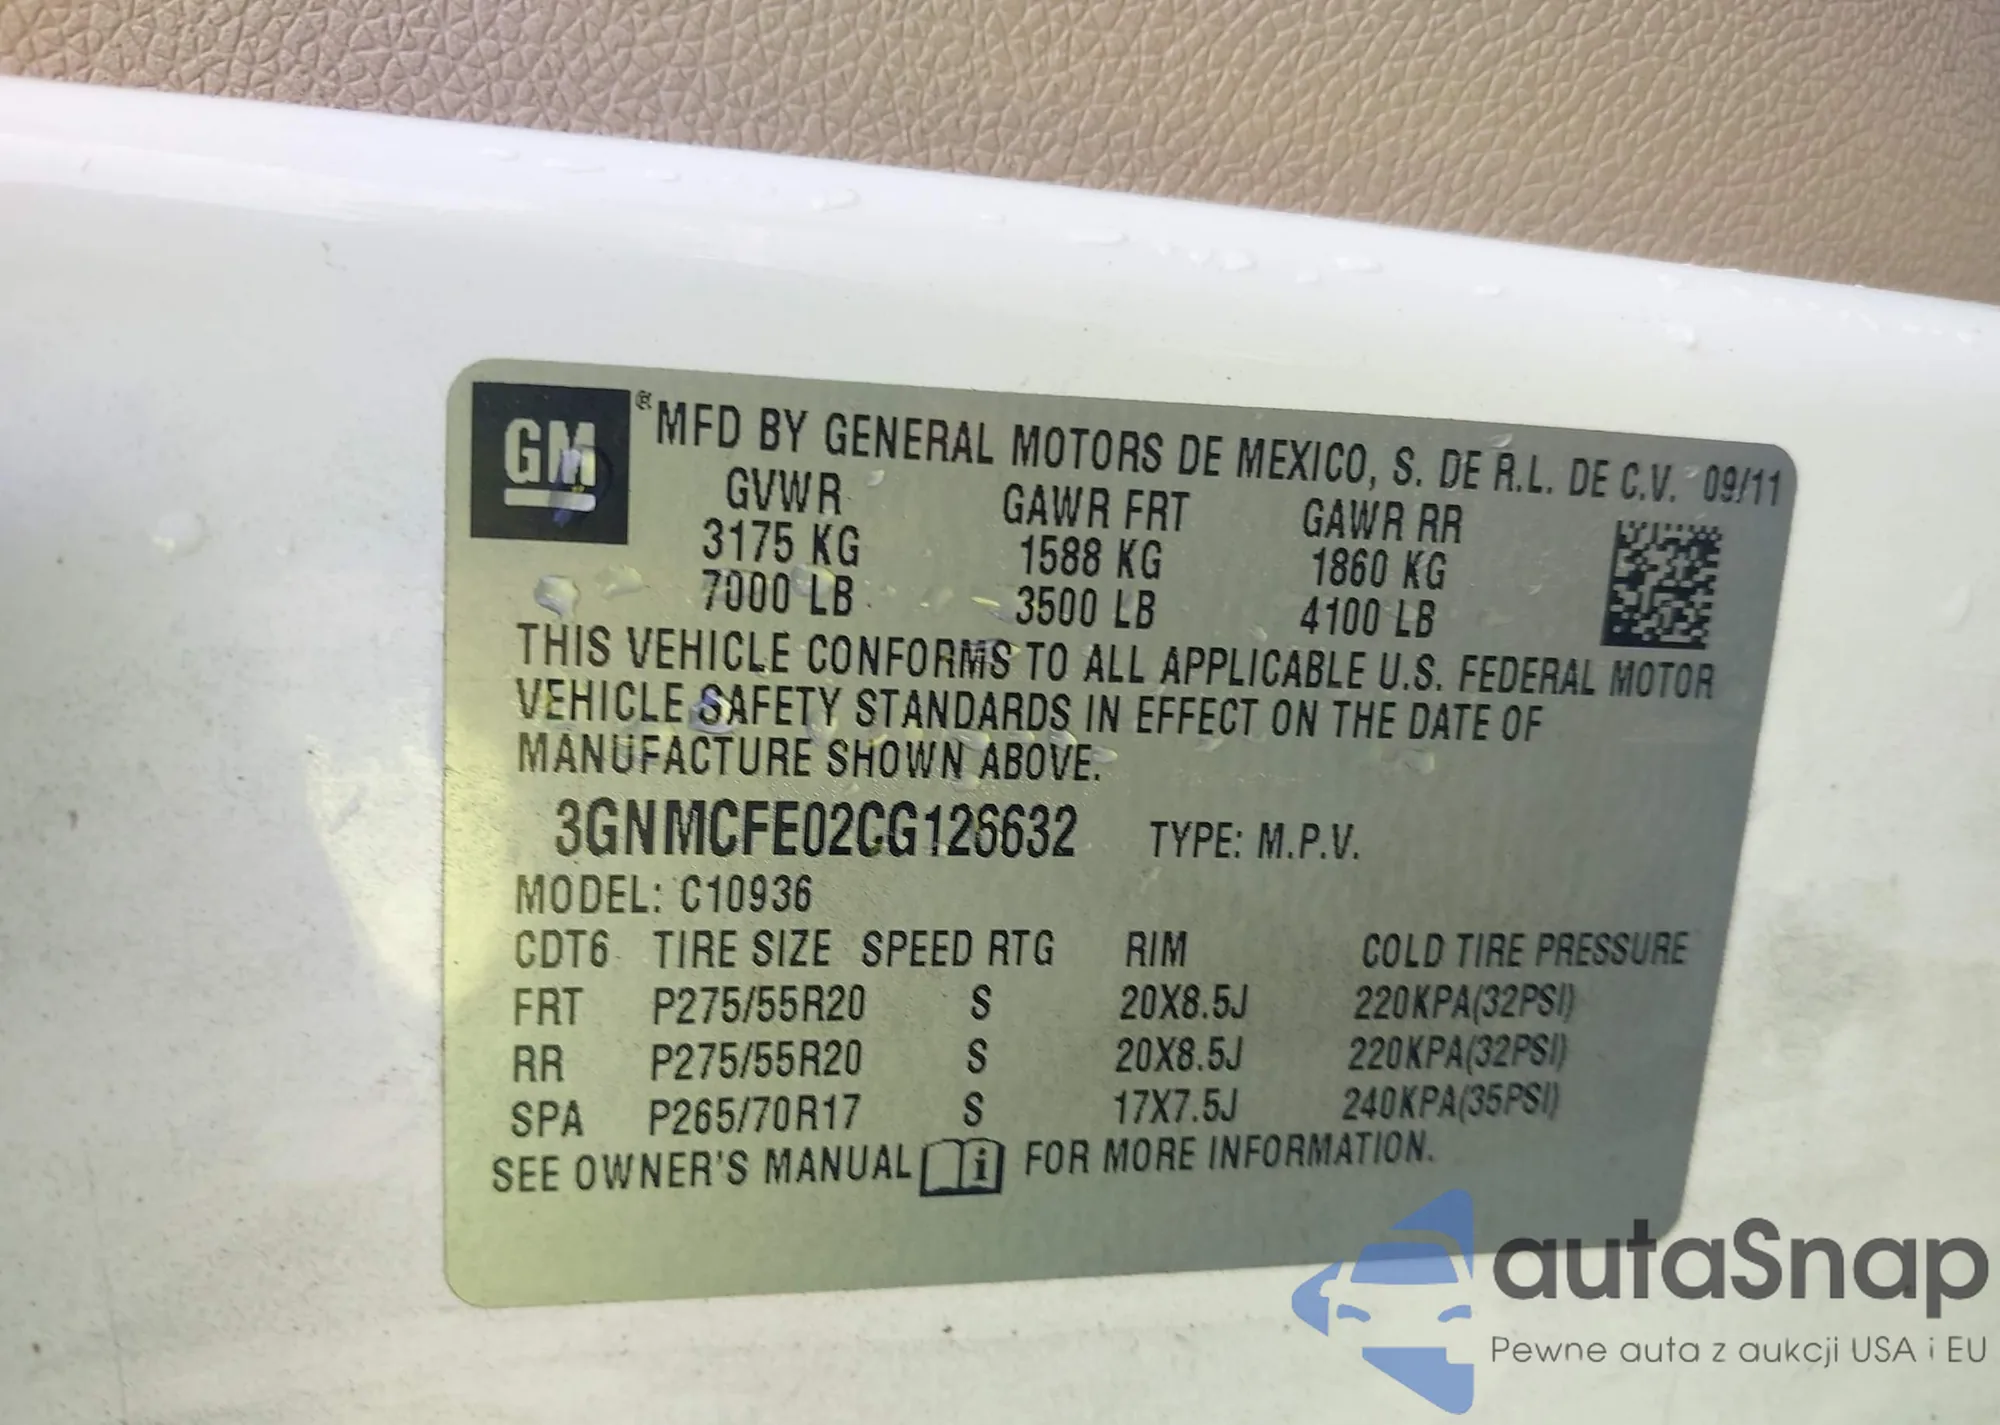 GM ® MFD BY GENERAL MOTORS DE MEXICO, S. DE R.L. DE C.V. 09/11
GVWR GAWR FRT GAWR RR
3175 KG 1588 KG 1860 KG
7000 LB 3500 LB 4100 LB
THIS VEHICLE CONFORMS TO ALL APPLICABLE U.S. FEDERAL MOTOR
VEHICLE SAFETY STANDARDS IN EFFECT ON THE DATE OF
MANUFACTURE SHOWN ABOVE.
3GNMCFE02CG126632 TYPE: M.P.V.
MODEL: C10936
CDT6 TIRE SIZE SPEED RTG RIM COLD TIRE PRESSURE
FRT P275/55R20 S 20X8.5J 220KPA(32PSI)
RR P275/55R20 S 20X8.5J 220KPA(32PSI)
SPA P265/70R17 S 17X7.5J 240KPA(35PSI)
SEE OWNER'S MANUAL i FOR MORE INFORMATION.
autaSnap
Pewne auta z aukcji USA i EU